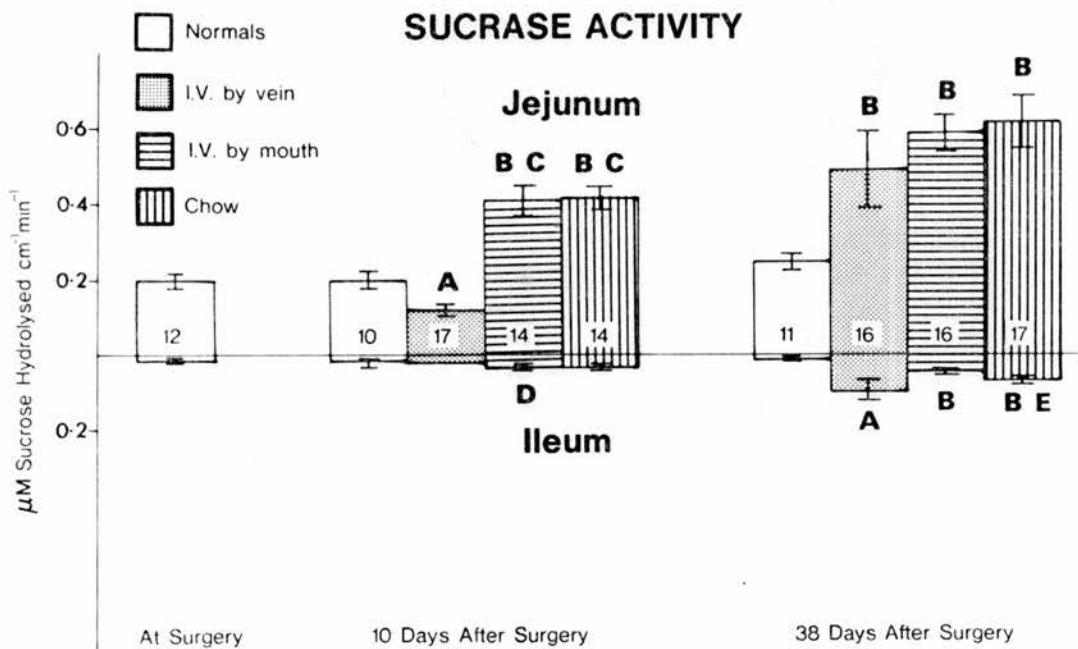 SUCRASE ACTIVITY
Normals
I.V. by vein
I.V. by mouth
Chow
Jejunum
Ileum
μM Sucrose Hydrolysed cm⁻¹min⁻¹
0·6
0·4
0·2
0·2
B C B C
A
B B B
12
10 17 14 14
11 16 16 17
D
A B B E
At Surgery
10 Days After Surgery
38 Days After Surgery